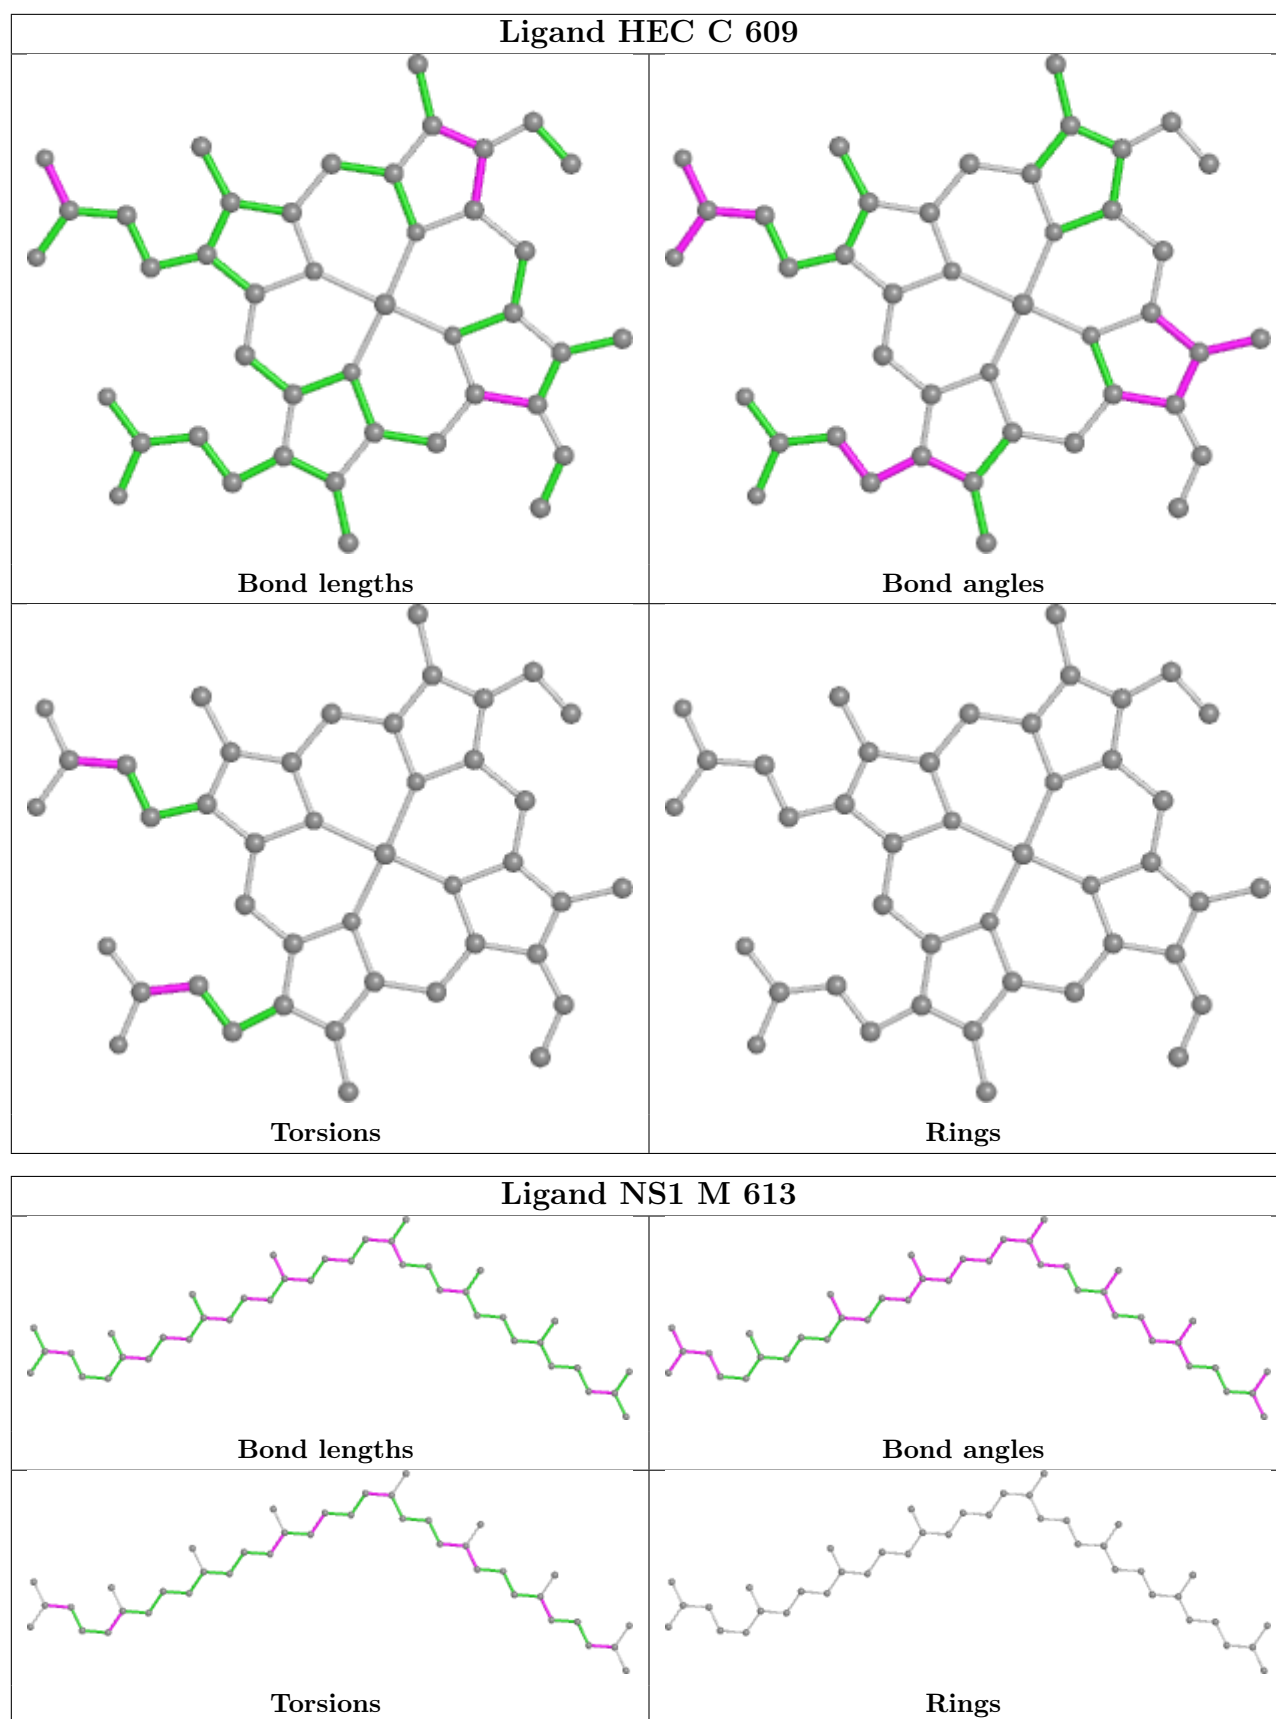 Ligand HEC C 609
Bond lengths
Bond angles
Torsions
Rings
Ligand NS1 M 613
Bond lengths
Bond angles
Torsions
Rings